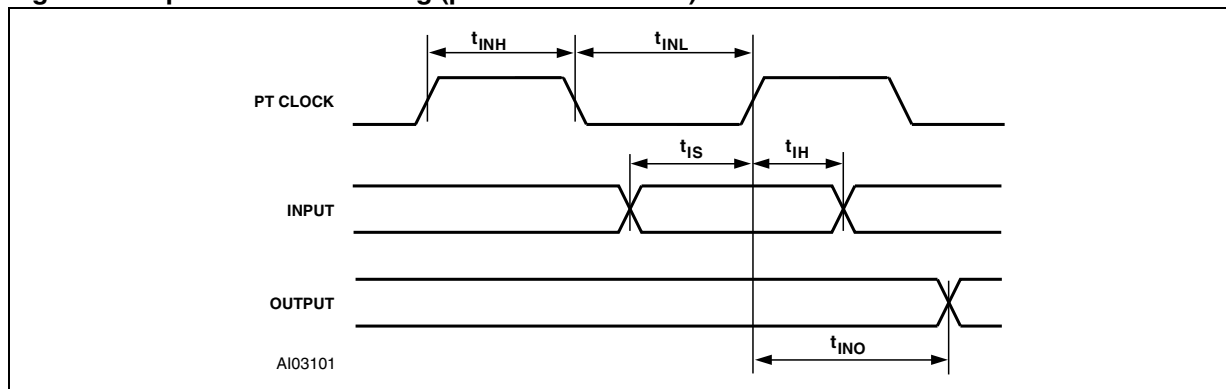 tINH
tINL
PT CLOCK
tIS
tIH
INPUT
OUTPUT
tINO
AI03101